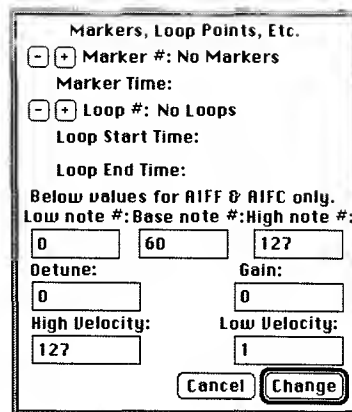 Markers, Loop Points, Etc.
- + Marker #: No Markers
Marker Time:
- + Loop #: No Loops
Loop Start Time:
Loop End Time:
Below values for AIFF & AIFC only.
Low note #: Base note #: High note #:
0 60 127
Detune: Gain:
0 0
High Velocity: Low Velocity:
127 1
Cancel Change